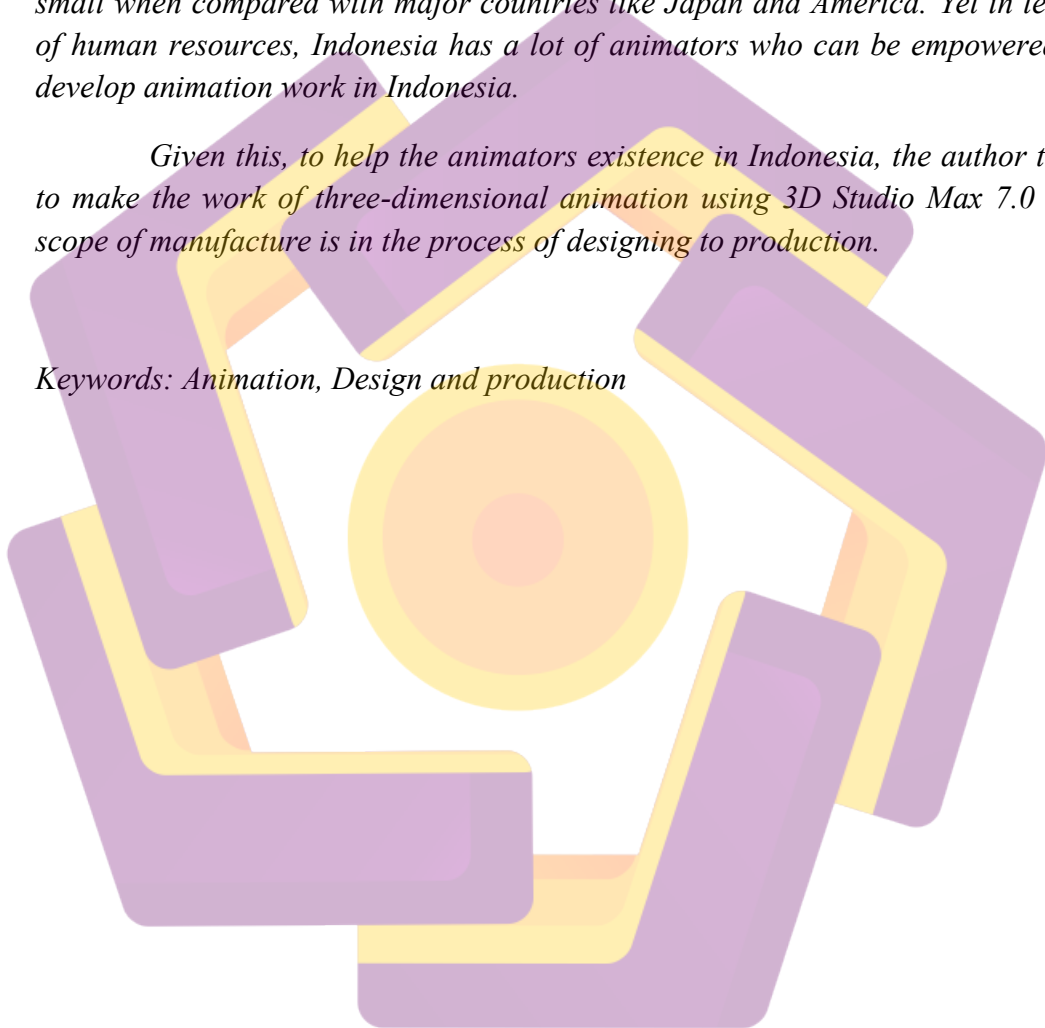 small when compared with major countries like Japan and America. Yet in
of human resources, Indonesia has a lot of animators who can be empowered
develop animation work in Indonesia.
Given this, to help the animators existence in Indonesia, the author
to make the work of three-dimensional animation using 3D Studio Max 7.0
scope of manufacture is in the process of designing to production.
Keywords: Animation, Design and production